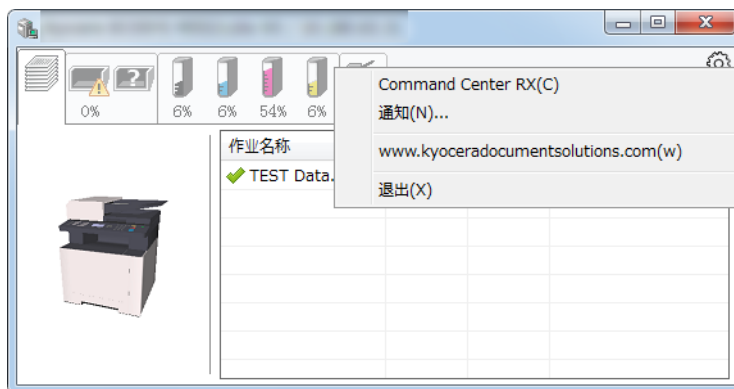 0% 6% 6% 54% 6%
Command Center RX(C)
通知(N)...
www.kyoceradocumentsolutions.com(w)
退出(X)
作业名称
TEST Data.